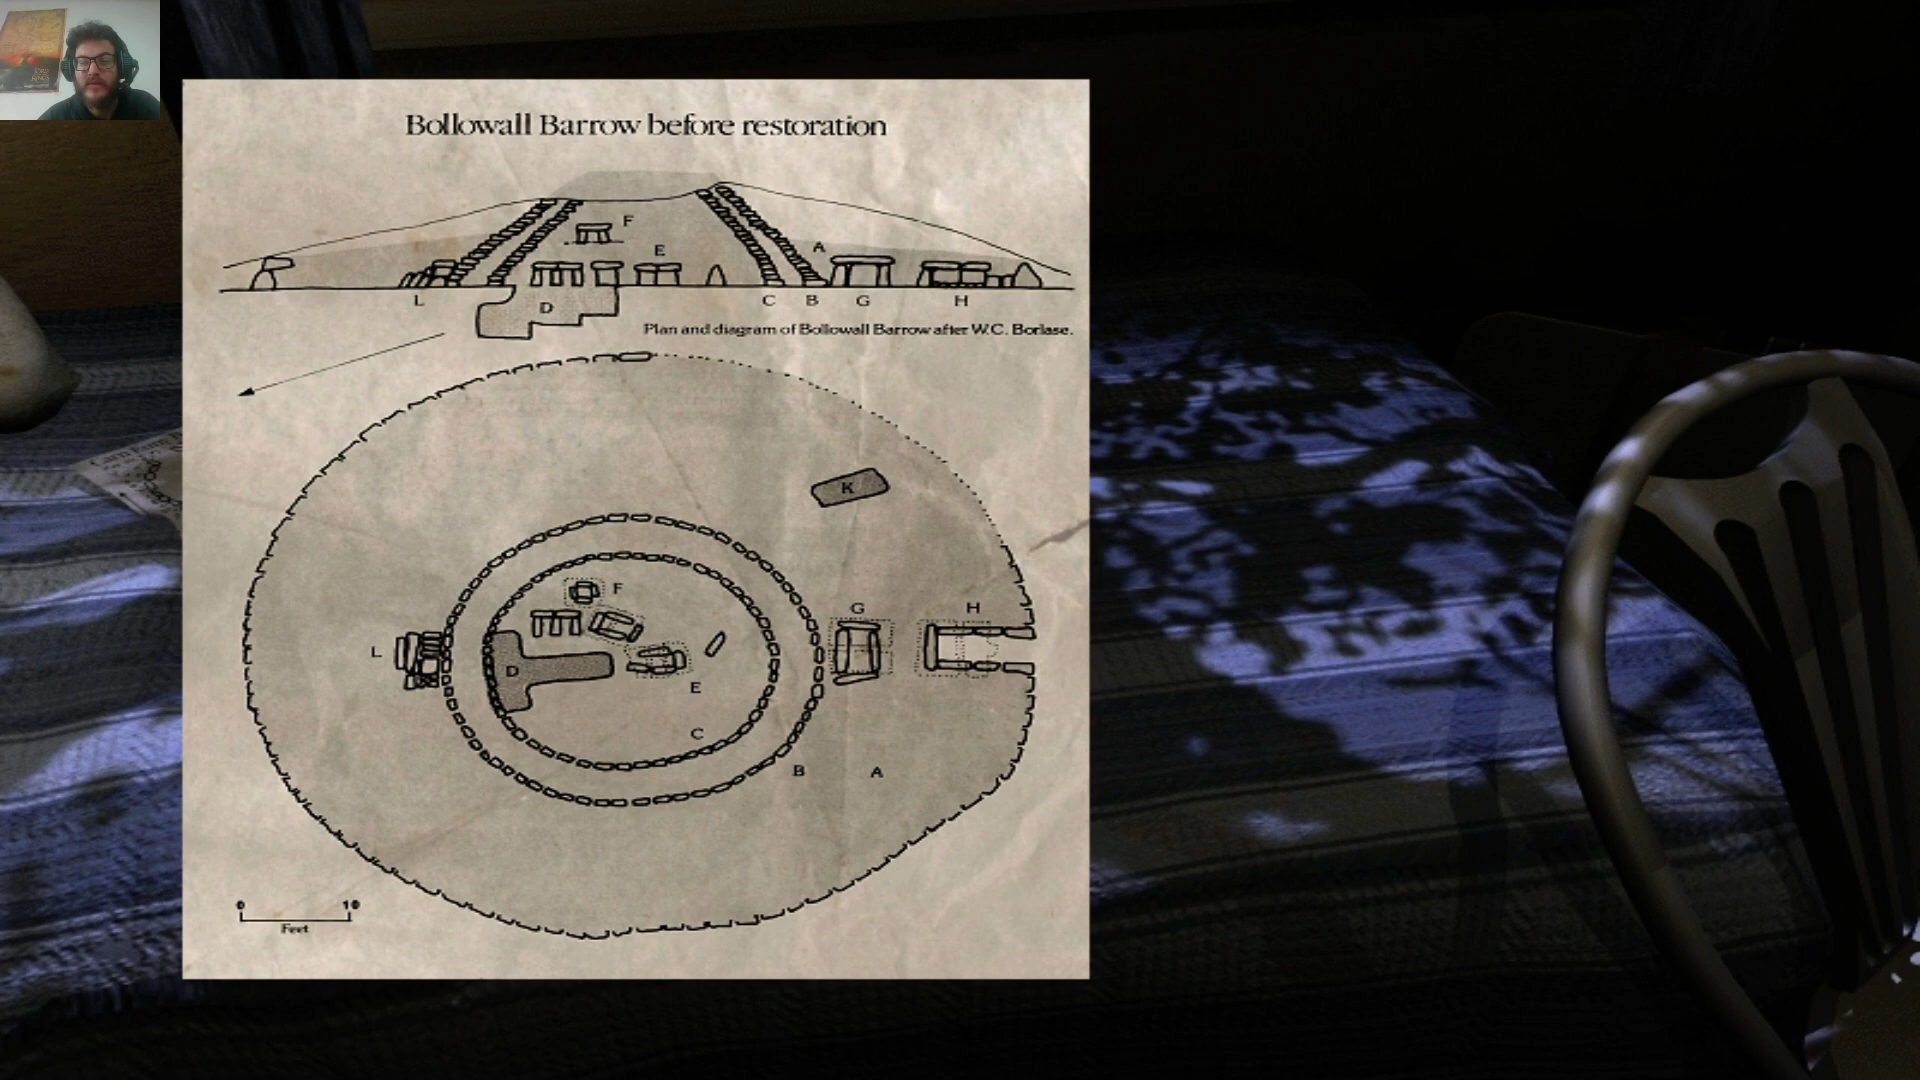 Bollowall Barrow before restoration
F
E
A
L
D
C B G H
Plan and diagram of Bollowall Barrow after W.C. Borlase.
K
F
G H
L
D
E
C
B A
0 10
Feet